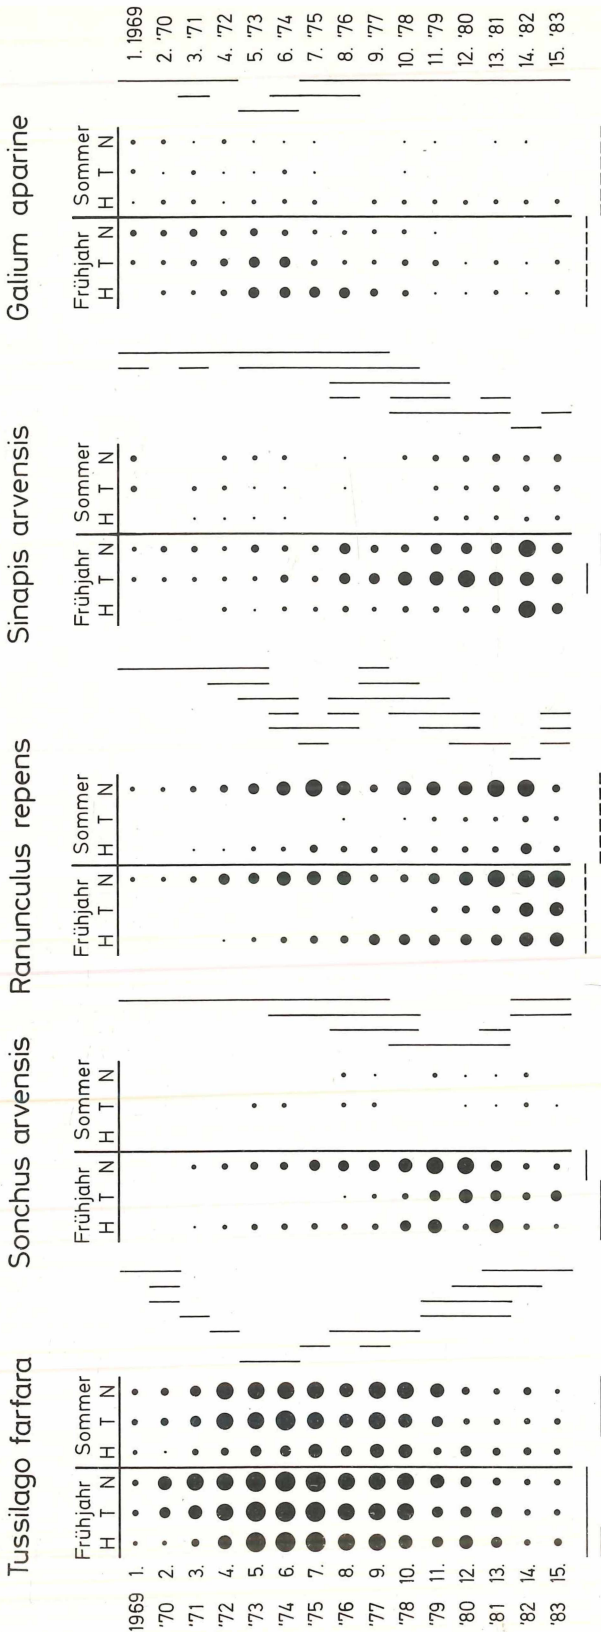 Tussilago farfara Sonchus arvensis Ranunculus repens Sinapis arvensis Galium aparine
Frühjahr Sommer Frühjahr Sommer Frühjahr Sommer Frühjahr Sommer Frühjahr Sommer
H T N H T N H T N H T N H T N H T N H T N H T N H T N H T N
1969 1. 1. 1969
'70 2. 2. '70
'71 3. 3. '71
'72 4. 4. '72
'73 5. 5. '73
'74 6. 6. '74
'75 7. 7. '75
'76 8. 8. '76
'77 9. 9. '77
'78 10. 10. '78
'79 11. 11. '79
'80 12. 12. '80
'81 13. 13. '81
'82 14. 14. '82
'83 15. 15. '83